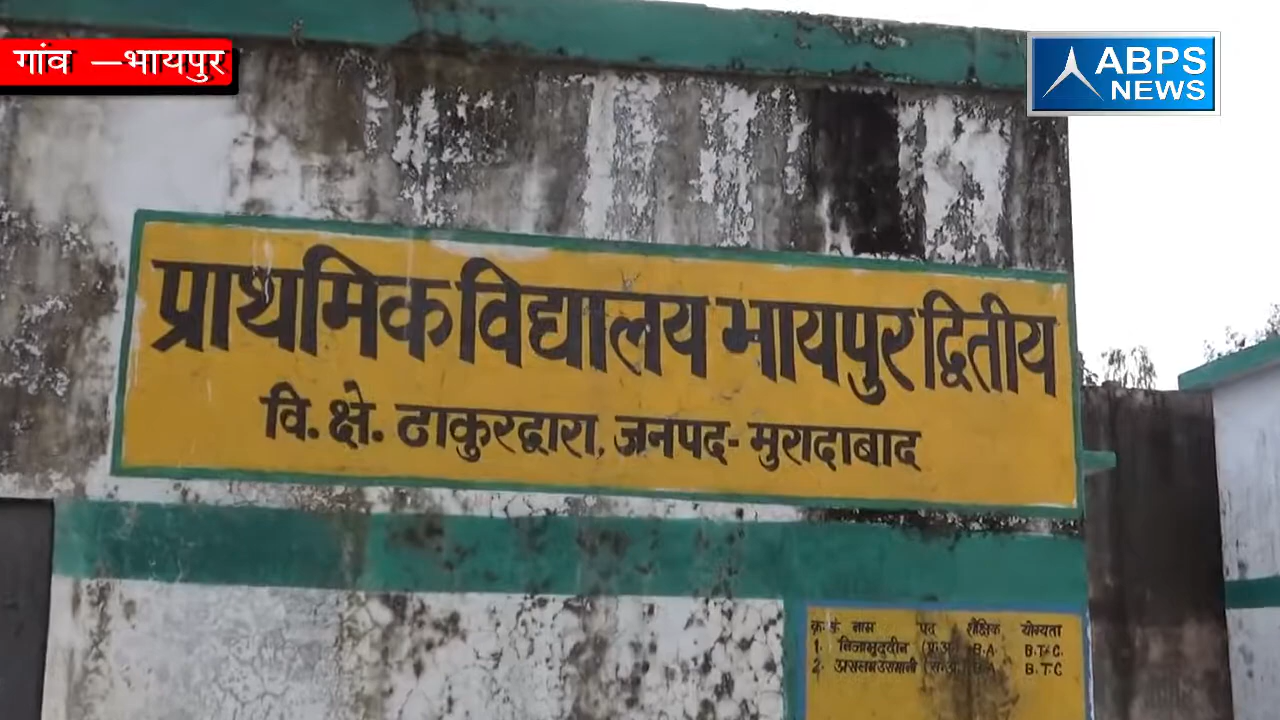 गांव –भायपुर
ABPS
NEWS
प्राथमिक विद्यालय भायपुर द्वितीय
वि. क्षे. ठाकुरद्वारा, जनपद- मुरादाबाद
नाम पद शैक्षिक योग्यता
1. निजामुद्दीन (प्र.अ.) B.A. B.T.C.
2. (स.अ.) B.A. B.T.C